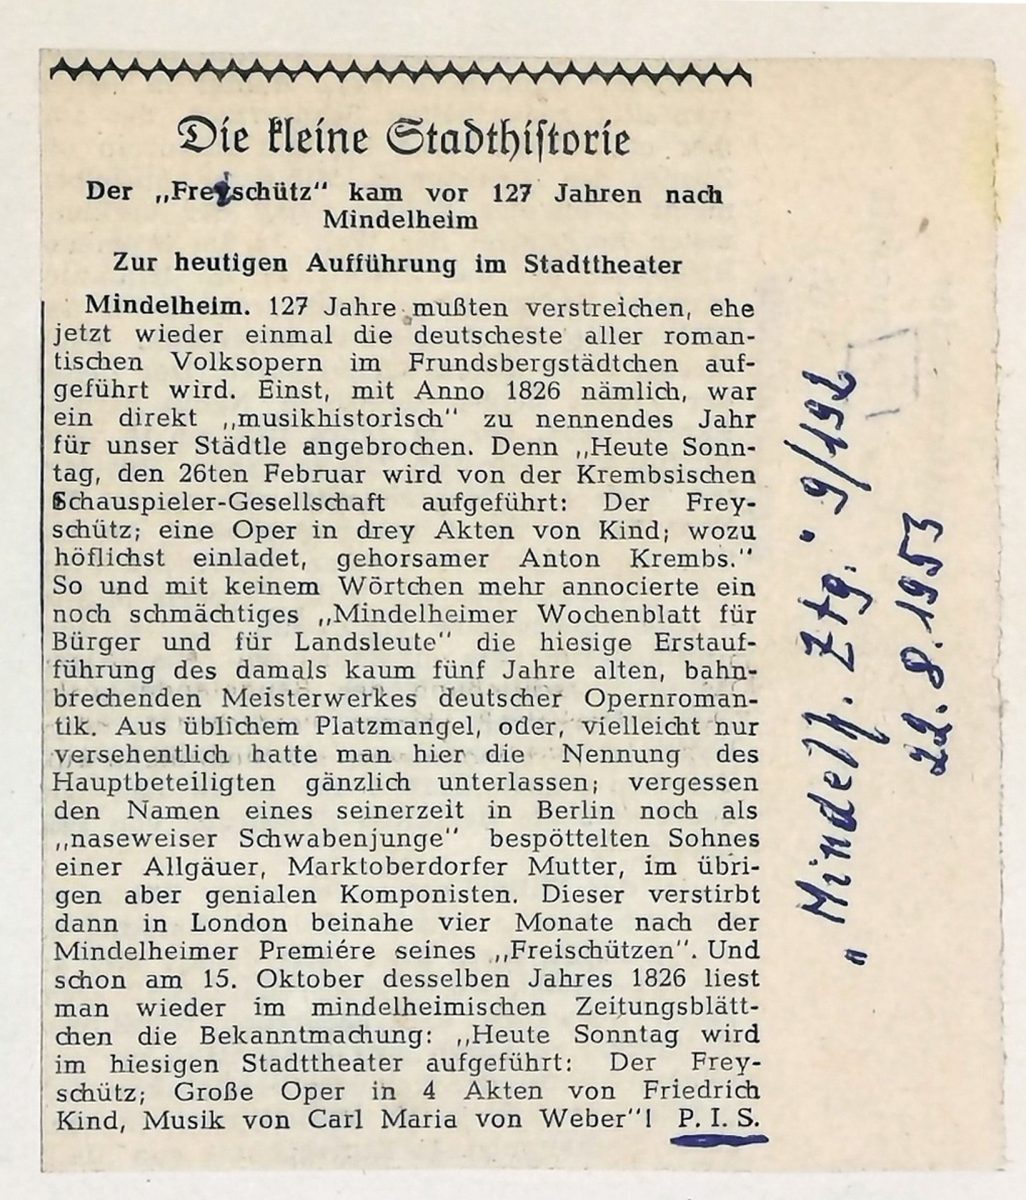 Die kleine Stadthistorie
Der „Freyschütz" kam vor 127 Jahren nach
Mindelheim
Zur heutigen Aufführung im Stadttheater
Mindelheim. 127 Jahre mußten verstreichen, ehe
jetzt wieder einmal die deutscheste aller roman-
tischen Volksopern im Frundsbergstädtchen auf-
geführt wird. Einst, mit Anno 1826 nämlich, war
ein direkt „musikhistorisch" zu nennendes Jahr
für unser Städtle angebrochen. Denn „Heute Sonn-
tag, den 26ten Februar wird von der Krembsischen
Schauspieler-Gesellschaft aufgeführt: Der Frey-
schütz; eine Oper in drey Akten von Kind; wozu
höflichst einladet, gehorsamer Anton Krembs."
So und mit keinem Wörtchen mehr annocierte ein
noch schmächtiges „Mindelheimer Wochenblatt für
Bürger und für Landsleute" die hiesige Erstauf-
führung des damals kaum fünf Jahre alten, bahn-
brechenden Meisterwerkes deutscher Opernroman-
tik. Aus üblichem Platzmangel, oder, vielleicht nur
versehentlich hatte man hier die Nennung des
Hauptbeteiligten gänzlich unterlassen; vergessen
den Namen eines seinerzeit in Berlin noch als
„naseweiser Schwabenjunge" bespöttelten Sohnes
einer Allgäuer, Marktoberdorfer Mutter, im übri-
gen aber genialen Komponisten. Dieser verstirbt
dann in London beinahe vier Monate nach der
Mindelheimer Premiére seines „Freischützen". Und
schon am 15. Oktober desselben Jahres 1826 liest
man wieder im mindelheimischen Zeitungsblätt-
chen die Bekanntmachung: „Heute Sonntag wird
im hiesigen Stadttheater aufgeführt: Der Frey-
schütz; Große Oper in 4 Akten von Friedrich
Kind, Musik von Carl Maria von Weber"! P. I. S.
„Mindelh. Ztg." 9/192
22.8.1953